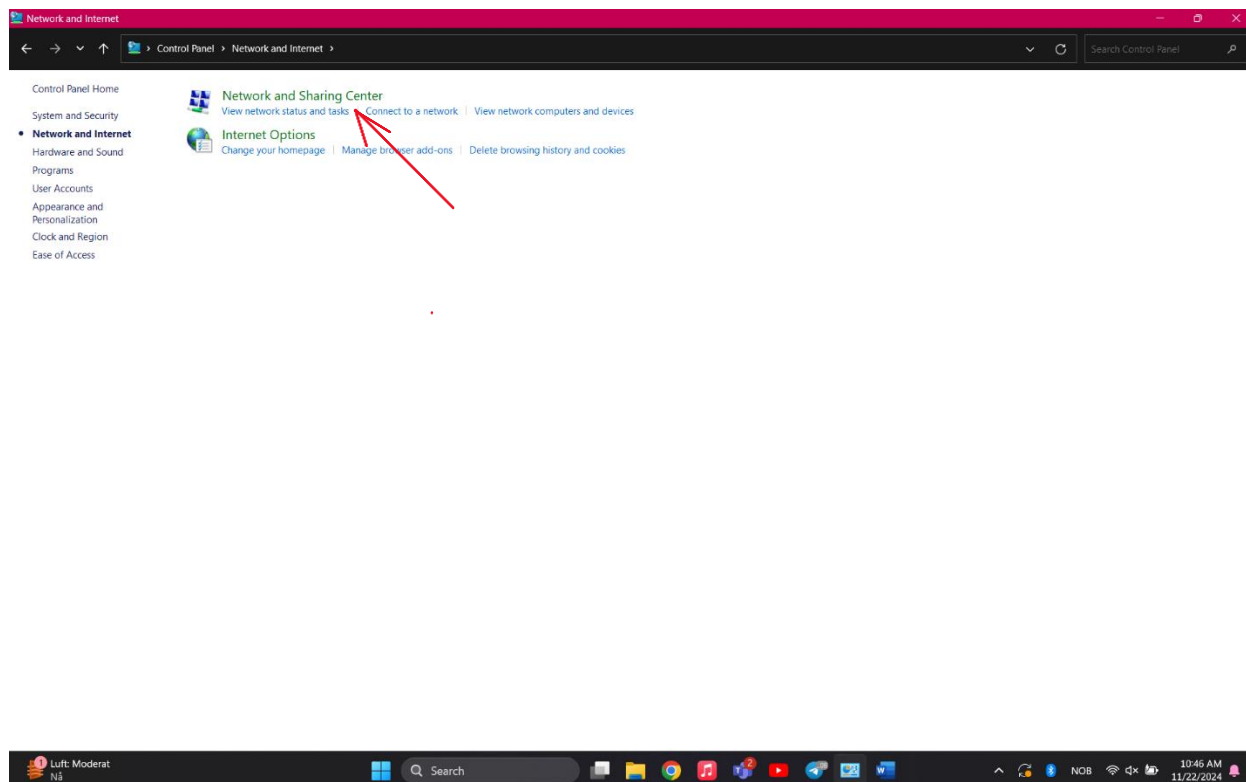 Network and Internet
Control Panel › Network and Internet ›
Search Control Panel
Control Panel Home
System and Security
Network and Internet
Hardware and Sound
Programs
User Accounts
Appearance and
Personalization
Clock and Region
Ease of Access
Network and Sharing Center
View network status and tasks Connect to a network | View network computers and devices
Internet Options
Change your homepage | Manage browser add-ons | Delete browsing history and cookies
1
Luft: Moderat
Nå
Search
NOB
10:46 AM
11/22/2024